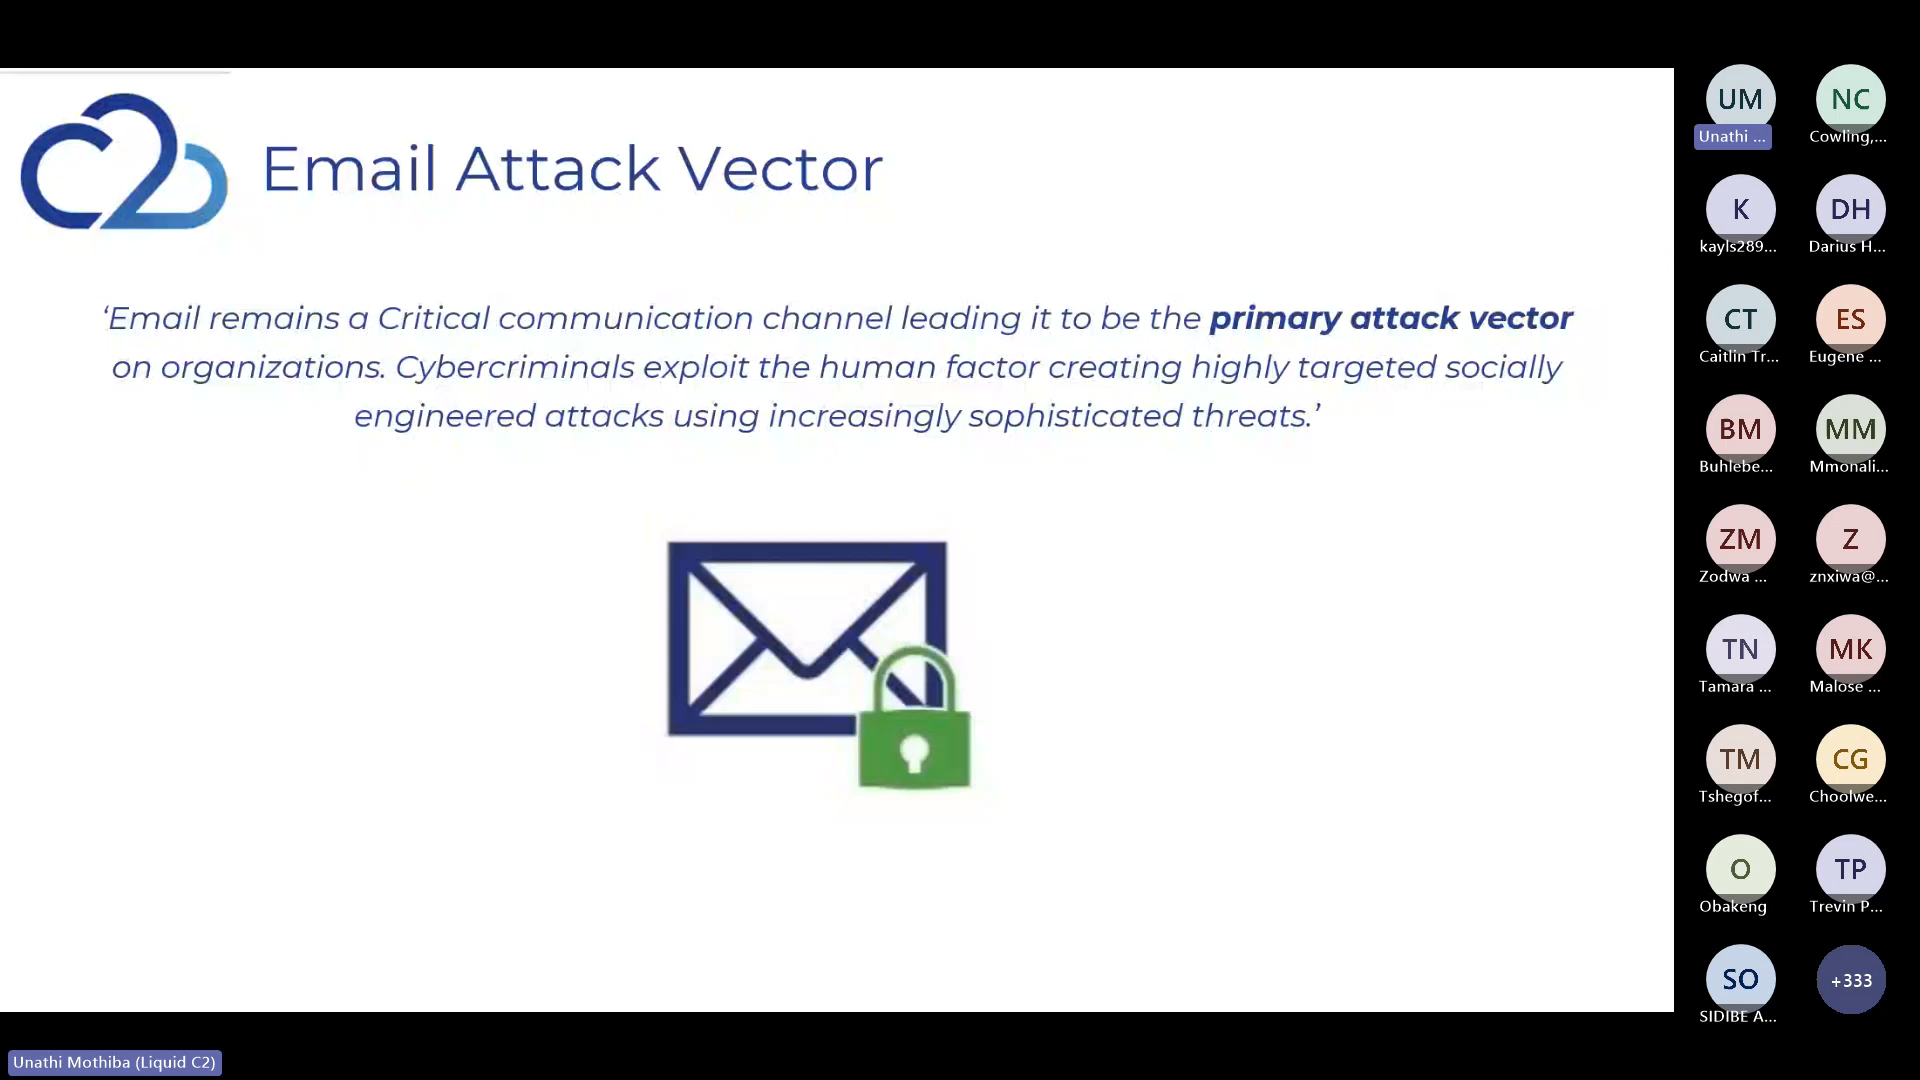 Email Attack Vector
‘Email remains a Critical communication channel leading it to be the primary attack vector
on organizations. Cybercriminals exploit the human factor creating highly targeted socially
engineered attacks using increasingly sophisticated threats.’
UM
Unathi ...
NC
Cowling,...
K
kayls289...
DH
Darius H...
CT
Caitlin Tr...
ES
Eugene ...
BM
Buhlebe...
MM
Mmonali...
ZM
Zodwa ...
Z
znxiwa@...
TN
Tamara ...
MK
Malose ...
TM
Tshegof...
CG
Choolwe...
O
Obakeng
TP
Trevin P...
SO
SIDIBE A...
+333
Unathi Mothiba (Liquid C2)